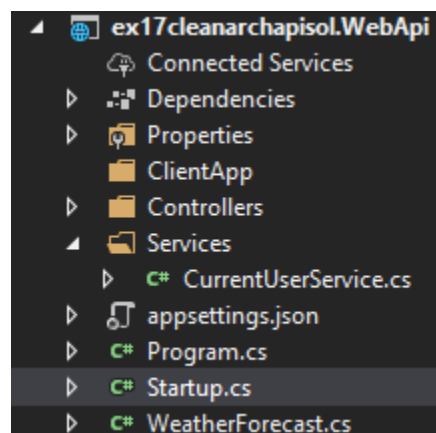 ex17cleanarchapisol.WebApi
Connected Services
Dependencies
Properties
ClientApp
Controllers
Services
C# CurrentUserService.cs
appsettings.json
C# Program.cs
C# Startup.cs
C# WeatherForecast.cs